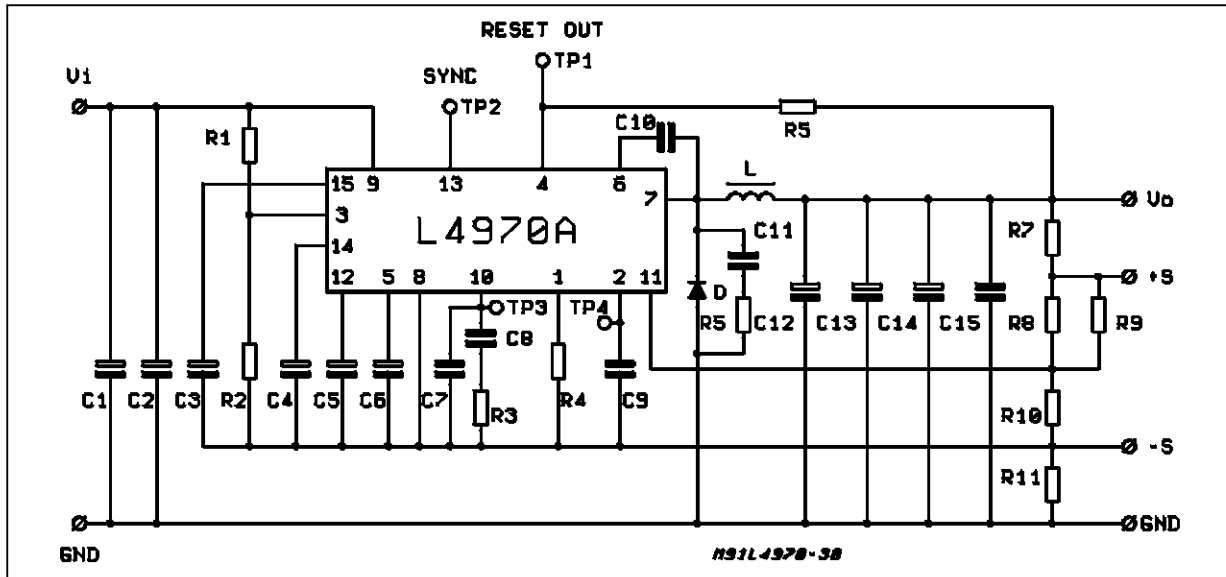 RESET OUT
TP1
Vi
SYNC
TP2
R5
C10
R1
L
15 9 13 4 6
7
Vo
3
L4970A
C11
R7
14
+S
12 5 8 10 1 2 11
D
TP3
TP4
R5
C12
C13
C14
C15
R8
R9
C8
C1
C2
C3
R2
C4
C5
C6
C7
R3
R4
C9
R10
-S
R11
GND
GND
M91L4970-30